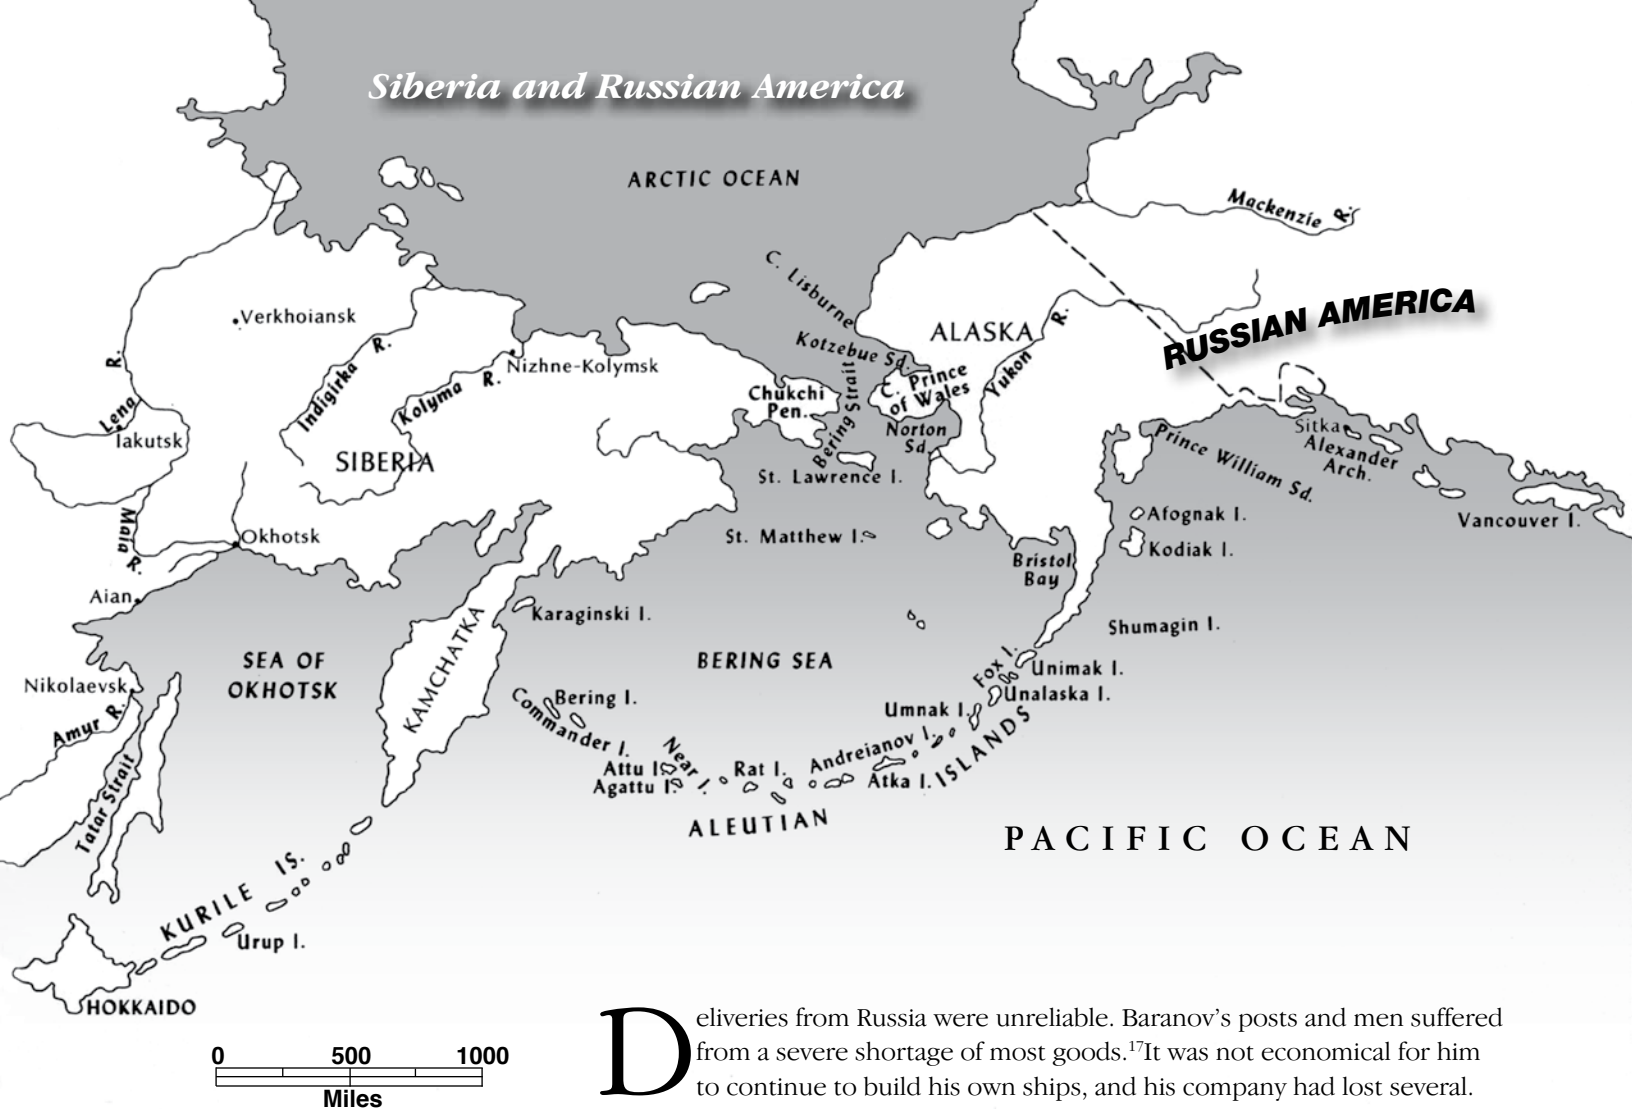 Siberia and Russian America
ARCTIC OCEAN
Mackenzie R.
C. Lisburne
Verkhoiansk
RUSSIAN AMERICA
ALASKA
Kotzebue Sd.
Yukon R.
Lena R.
Indigirka R.
Kolyma R.
Nizhne-Kolymsk
Chukchi
Pen.
Bering Strait
C. Prince
of Wales
Norton
Sd.
Iakutsk
SIBERIA
St. Lawrence I.
Prince William Sd.
Sitka
Alexander
Arch.
Vancouver I.
Maia R.
Okhotsk
St. Matthew I.
Afognak I.
Kodiak I.
Bristol
Bay
Aian
Karaginski I.
KAMCHATKA
Shumagin I.
SEA OF
OKHOTSK
BERING SEA
Fox I.
Unimak I.
Unalaska I.
Umnak I.
Nikolaevsk
Amur R.
Tatar Strait
Bering I.
Commander I.
Near I.
Attu I.
Agattu I.
Rat I.
Andreianov I.
Atka I.
ALEUTIAN ISLANDS
PACIFIC OCEAN
KURILE IS.
Urup I.
HOKKAIDO
0 500 1000
Miles
Deliveries from Russia were unreliable. Baranov’s posts and men suffered
from a severe shortage of most goods.17It was not economical for him
to continue to build his own ships, and his company had lost several.